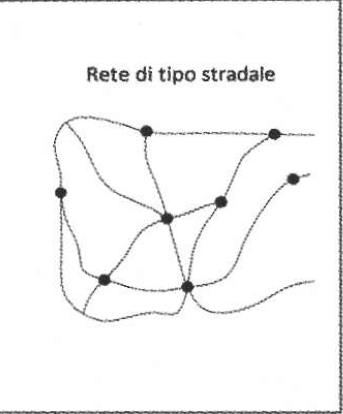 Rete di tipo stradale